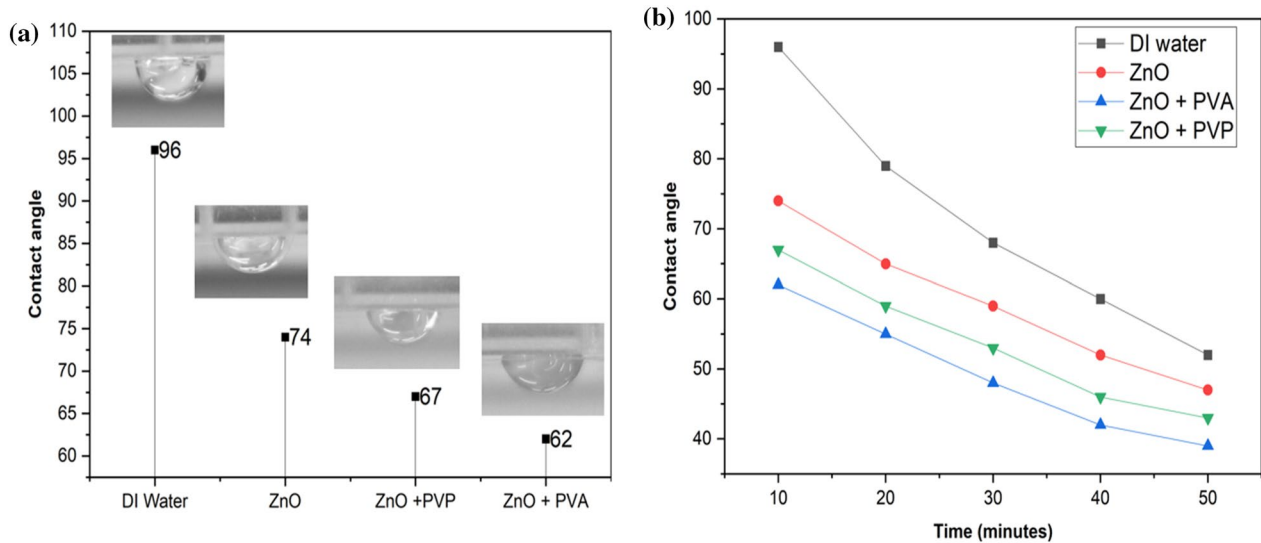 (a)
110
105
100
95
90
85
80
75
70
65
60
Contact angle
96
74
67
62
DI Water ZnO ZnO +PVP ZnO + PVA
(b)
100
90
80
70
60
50
40
Contact angle
DI water
ZnO
ZnO + PVA
ZnO + PVP
10 20 30 40 50
Time (minutes)